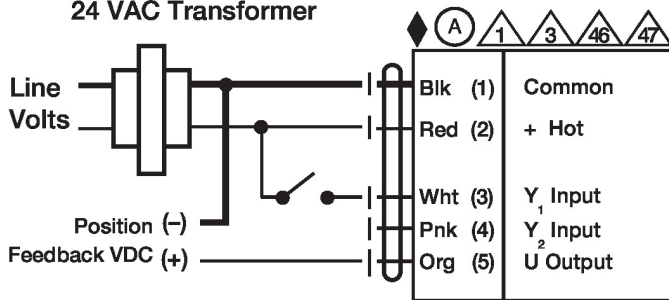 24 VAC Transformer
A 1 3 46 47
Line
Volts
Blk (1) Common
Red (2) + Hot
Wht (3) Y1 Input
Position (–)
Pnk (4) Y2 Input
Feedback VDC (+)
Org (5) U Output